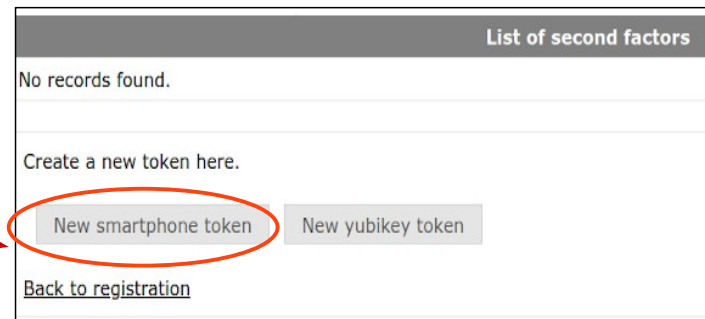 List of second factors
No records found.
Create a new token here.
New smartphone token New yubikey token
Back to registration